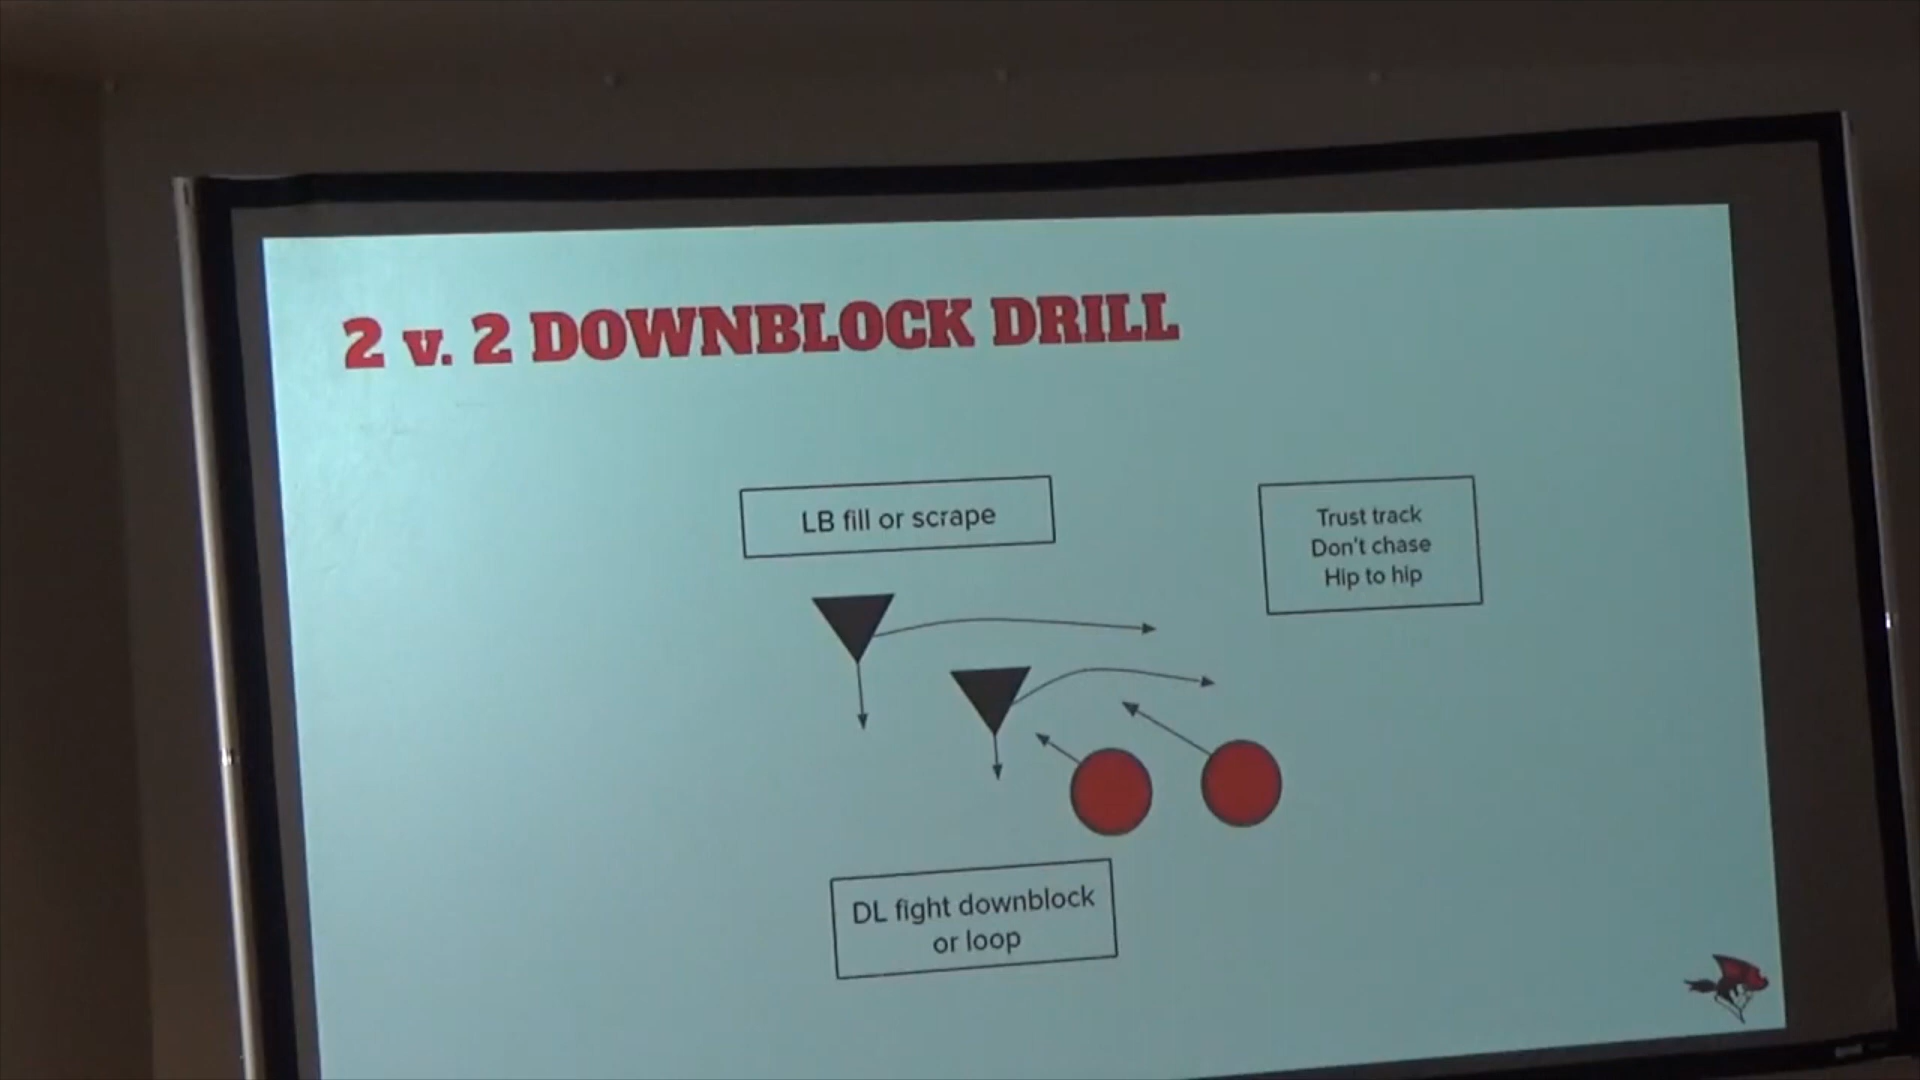 2 v. 2 DOWNBLOCK DRILL
LB fill or scrape
Trust track
Don't chase
Hip to hip
DL fight downblock
or loop